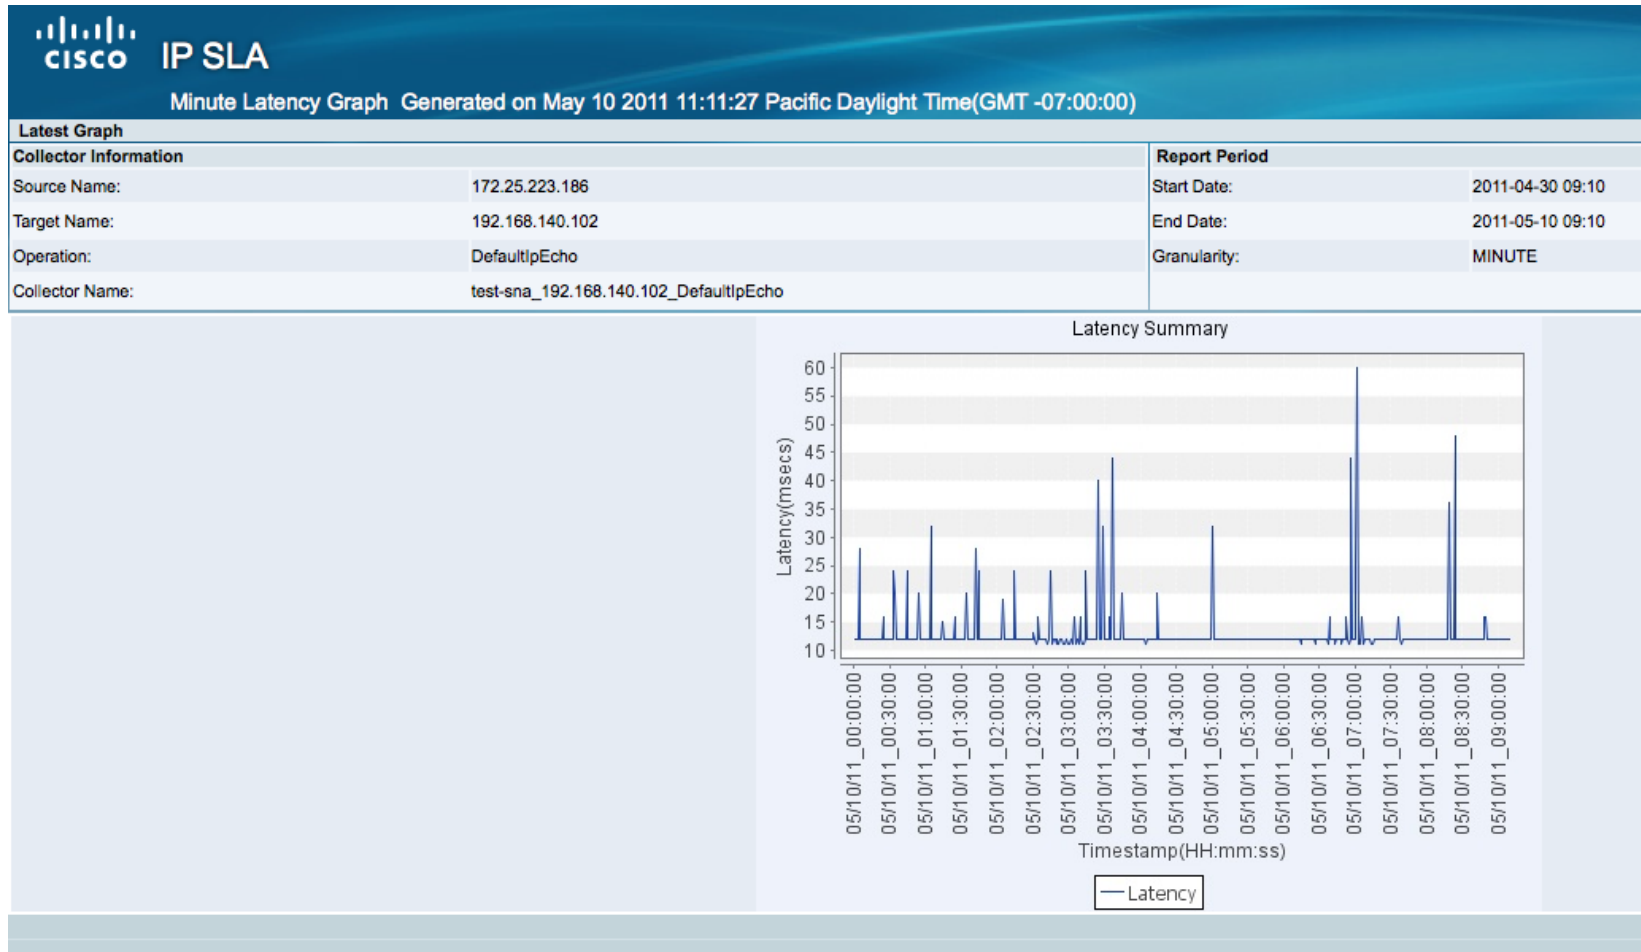 CISCO IP SLA
Minute Latency Graph Generated on May 10 2011 11:11:27 Pacific Daylight Time(GMT -07:00:00)
Latest Graph
Collector Information
Source Name: 172.25.223.186
Target Name: 192.168.140.102
Operation: DefaultIpEcho
Collector Name: test-sna_192.168.140.102_DefaultIpEcho
Report Period
Start Date: 2011-04-30 09:10
End Date: 2011-05-10 09:10
Granularity: MINUTE
Latency Summary
Latency(msecs)
60
55
50
45
40
35
30
25
20
15
10
05/10/11_00:00:00
05/10/11_00:30:00
05/10/11_01:00:00
05/10/11_01:30:00
05/10/11_02:00:00
05/10/11_02:30:00
05/10/11_03:00:00
05/10/11_03:30:00
05/10/11_04:00:00
05/10/11_04:30:00
05/10/11_05:00:00
05/10/11_05:30:00
05/10/11_06:00:00
05/10/11_06:30:00
05/10/11_07:00:00
05/10/11_07:30:00
05/10/11_08:00:00
05/10/11_08:30:00
05/10/11_09:00:00
Timestamp(HH:mm:ss)
Latency